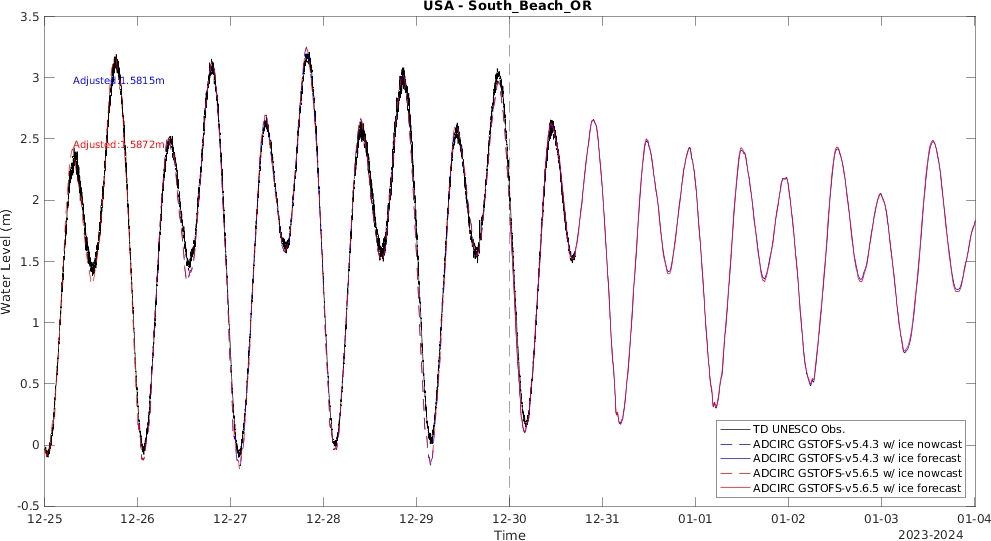 USA - South_Beach_OR
3.5
3
2.5
2
1.5
1
0.5
0
-0.5
Water Level (m)
Adjusted:1.5815m
Adjusted:1.5872m
TD UNESCO Obs.
ADCIRC GSTOFS-v5.4.3 w/ ice nowcast
ADCIRC GSTOFS-v5.4.3 w/ ice forecast
ADCIRC GSTOFS-v5.6.5 w/ ice nowcast
ADCIRC GSTOFS-v5.6.5 w/ ice forecast
12-25 12-26 12-27 12-28 12-29 12-30 12-31 01-01 01-02 01-03 01-04
Time
2023-2024